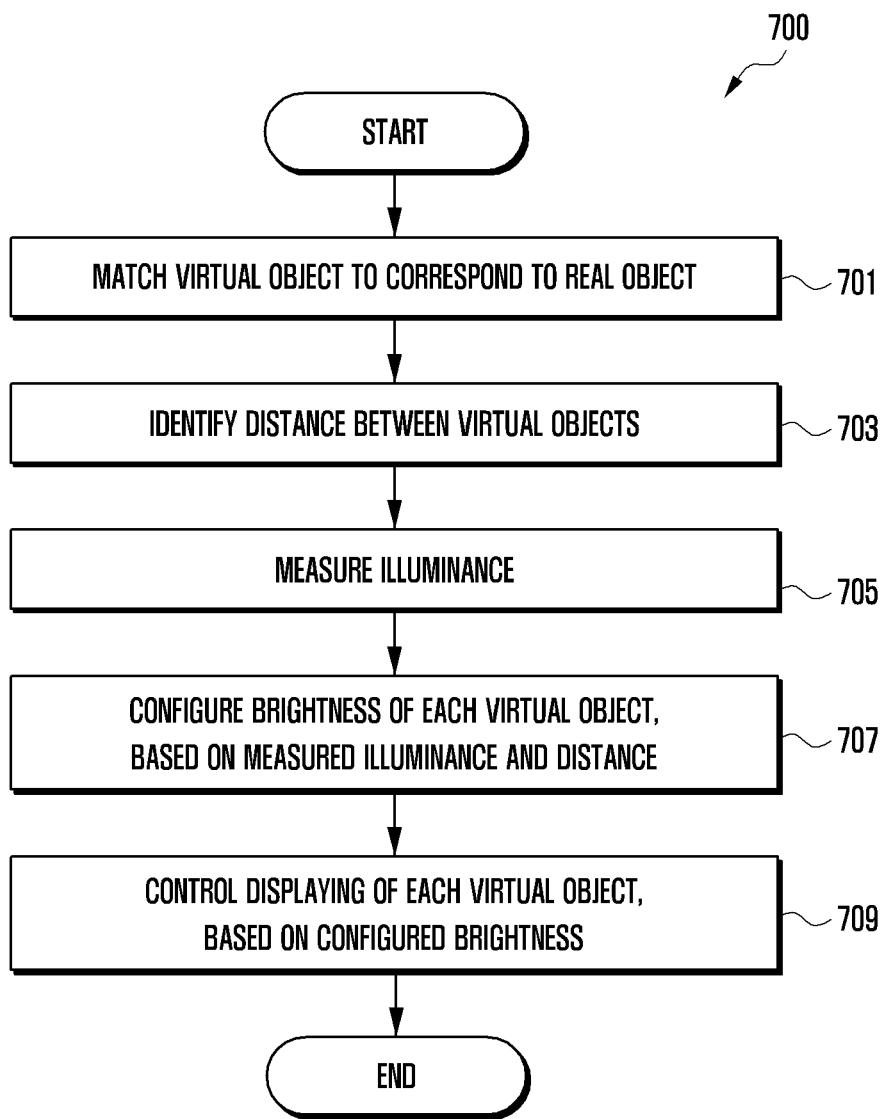 700
START
MATCH VIRTUAL OBJECT TO CORRESPOND TO REAL OBJECT
701
IDENTIFY DISTANCE BETWEEN VIRTUAL OBJECTS
703
MEASURE ILLUMINANCE
705
CONFIGURE BRIGHTNESS OF EACH VIRTUAL OBJECT,
BASED ON MEASURED ILLUMINANCE AND DISTANCE
707
CONTROL DISPLAYING OF EACH VIRTUAL OBJECT,
BASED ON CONFIGURED BRIGHTNESS
709
END